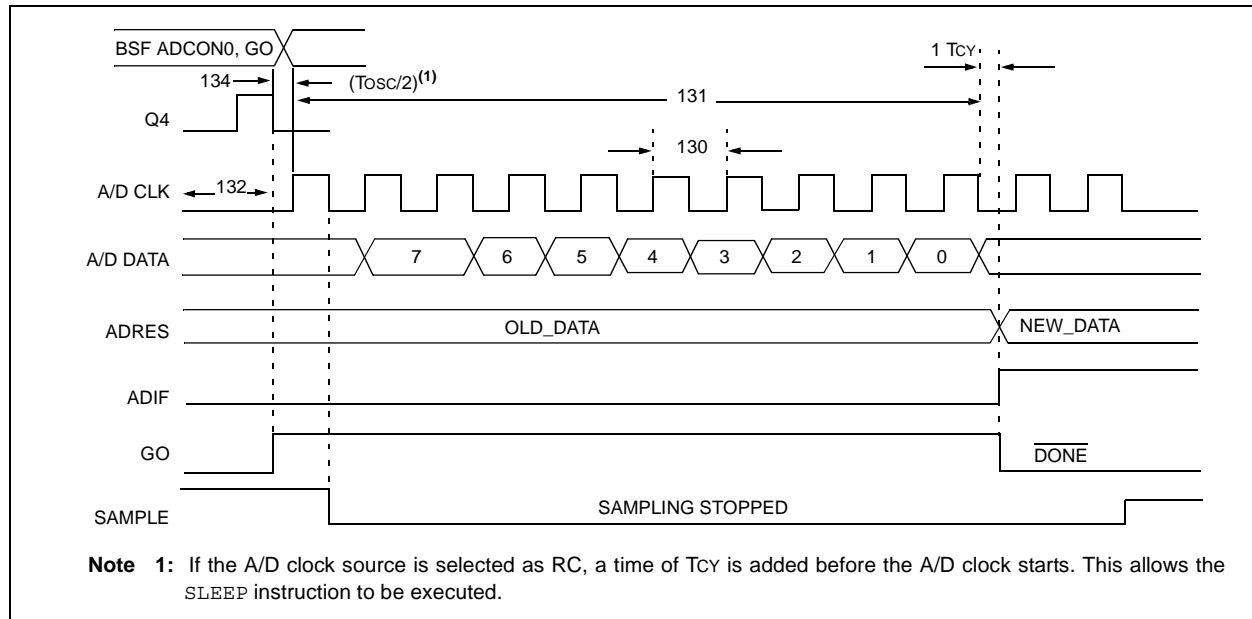 BSF ADCON0, GO
1 TCY
134
(TOSC/2)(1)
131
Q4
130
A/D CLK
132
A/D DATA
7 6 5 4 3 2 1 0
ADRES
OLD_DATA
NEW_DATA
ADIF
GO
DONE
SAMPLE
SAMPLING STOPPED
Note 1: If the A/D clock source is selected as RC, a time of TCY is added before the A/D clock starts. This allows the
SLEEP instruction to be executed.